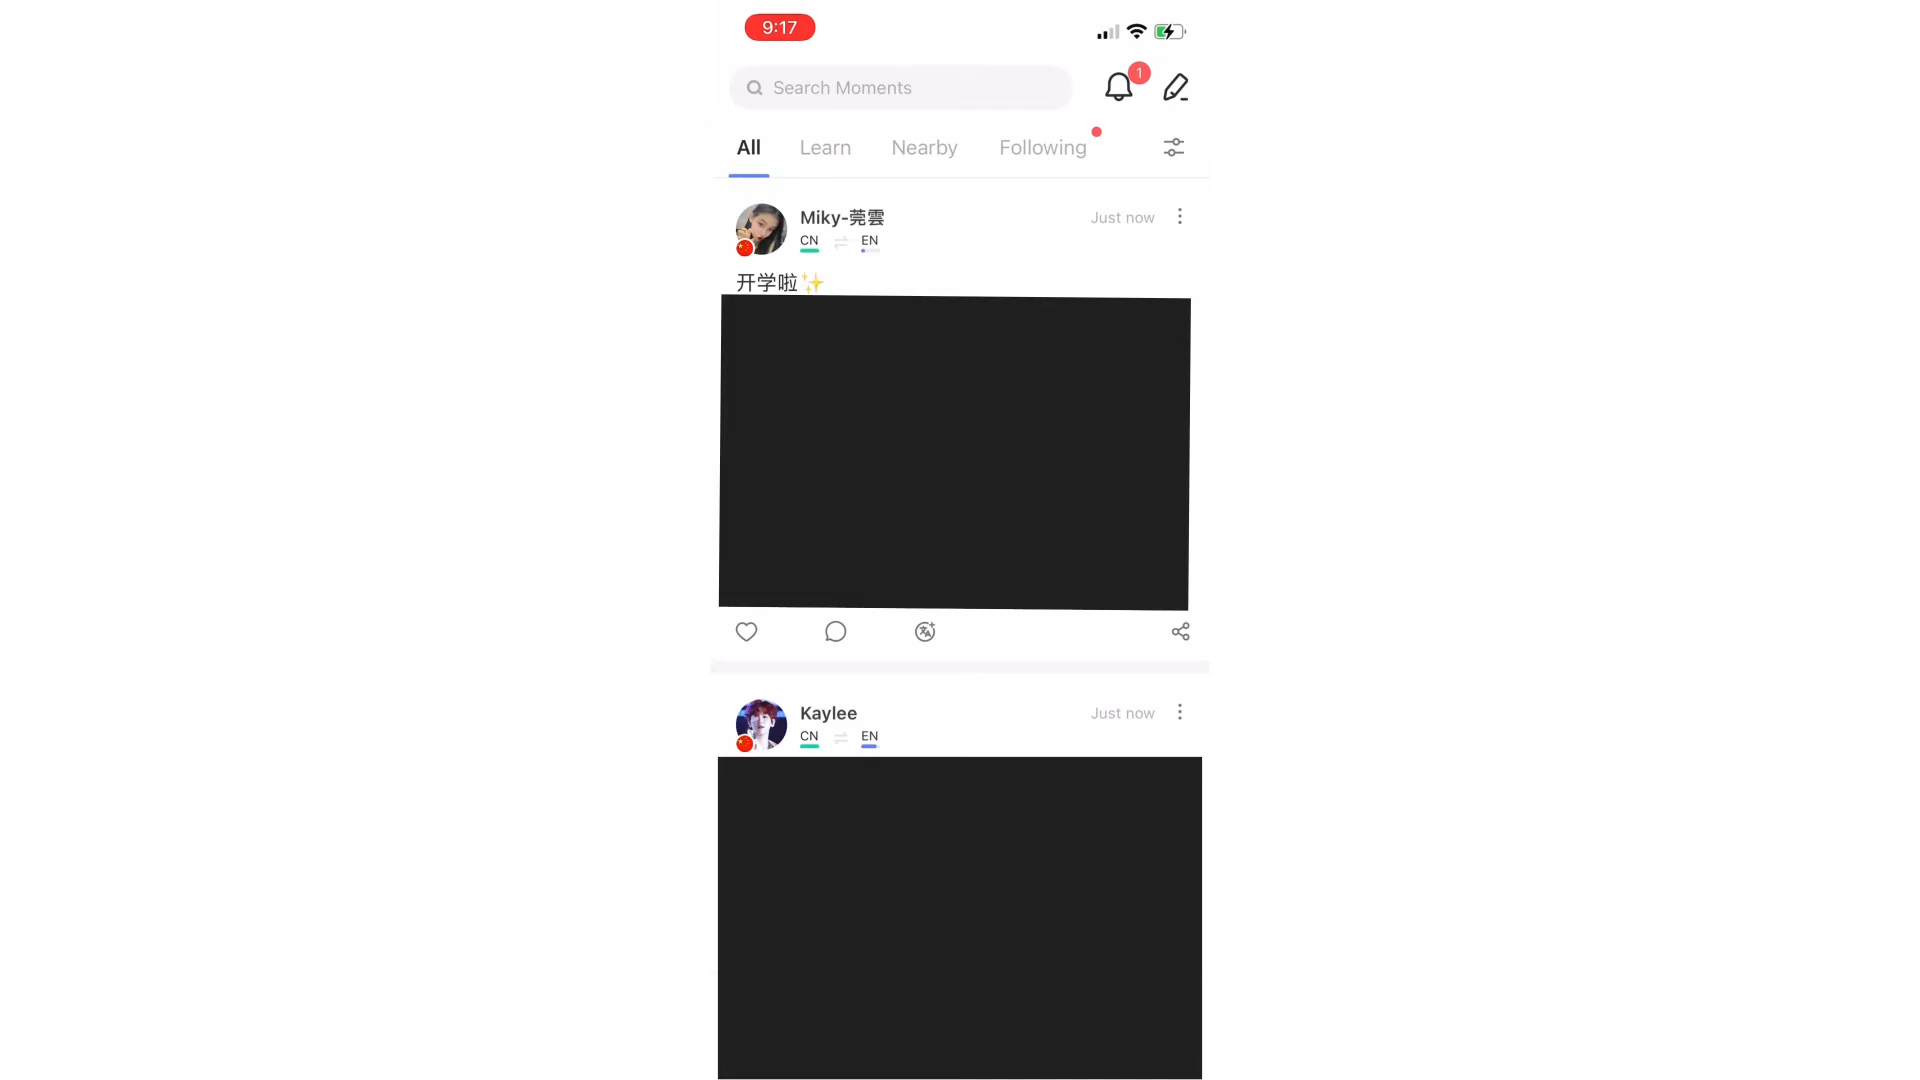 9:17
Search Moments
1
All Learn Nearby Following
Miky-莞雲 Just now
CN EN
开学啦✨
Kaylee Just now
CN EN